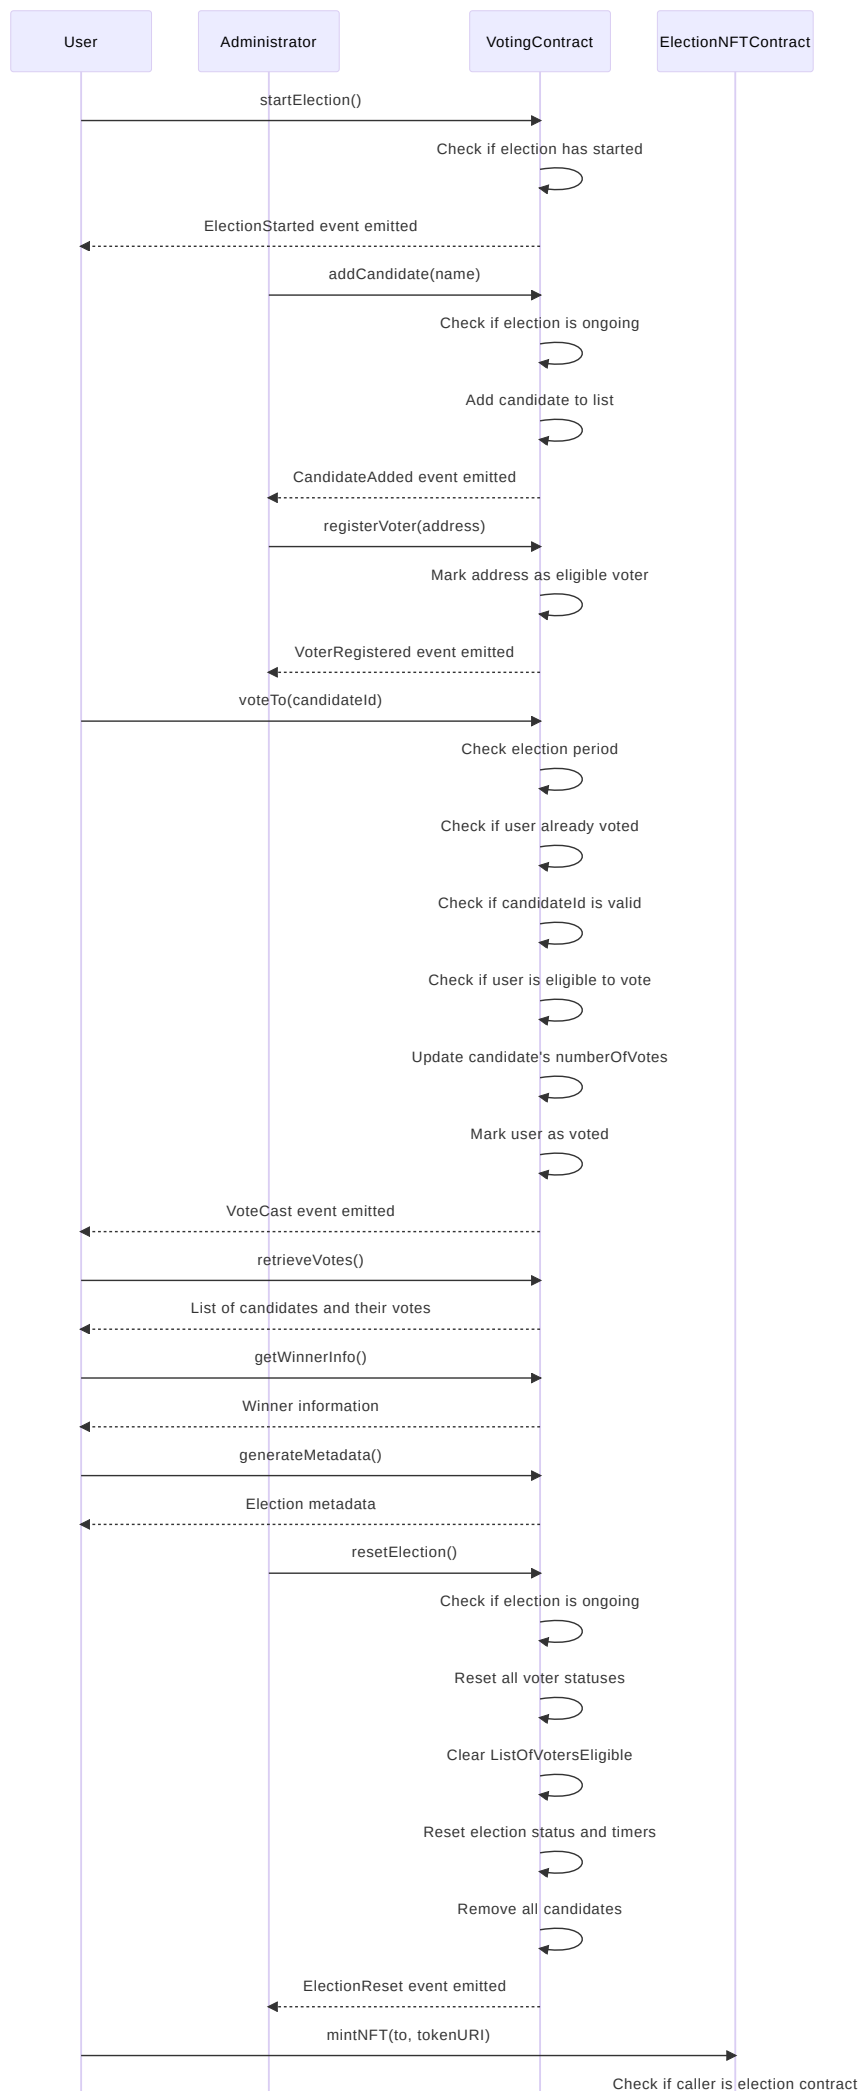 User
Administrator
VotingContract
ElectionNFTContract
startElection()
Check if election has started
ElectionStarted event emitted
addCandidate(name)
Check if election is ongoing
Add candidate to list
CandidateAdded event emitted
registerVoter(address)
Mark address as eligible voter
VoterRegistered event emitted
voteTo(candidateId)
Check election period
Check if user already voted
Check if candidateId is valid
Check if user is eligible to vote
Update candidate's numberOfVotes
Mark user as voted
VoteCast event emitted
retrieveVotes()
List of candidates and their votes
getWinnerInfo()
Winner information
generateMetadata()
Election metadata
resetElection()
Check if election is ongoing
Reset all voter statuses
Clear ListOfVotersEligible
Reset election status and timers
Remove all candidates
ElectionReset event emitted
mintNFT(to, tokenURI)
Check if caller is election contract